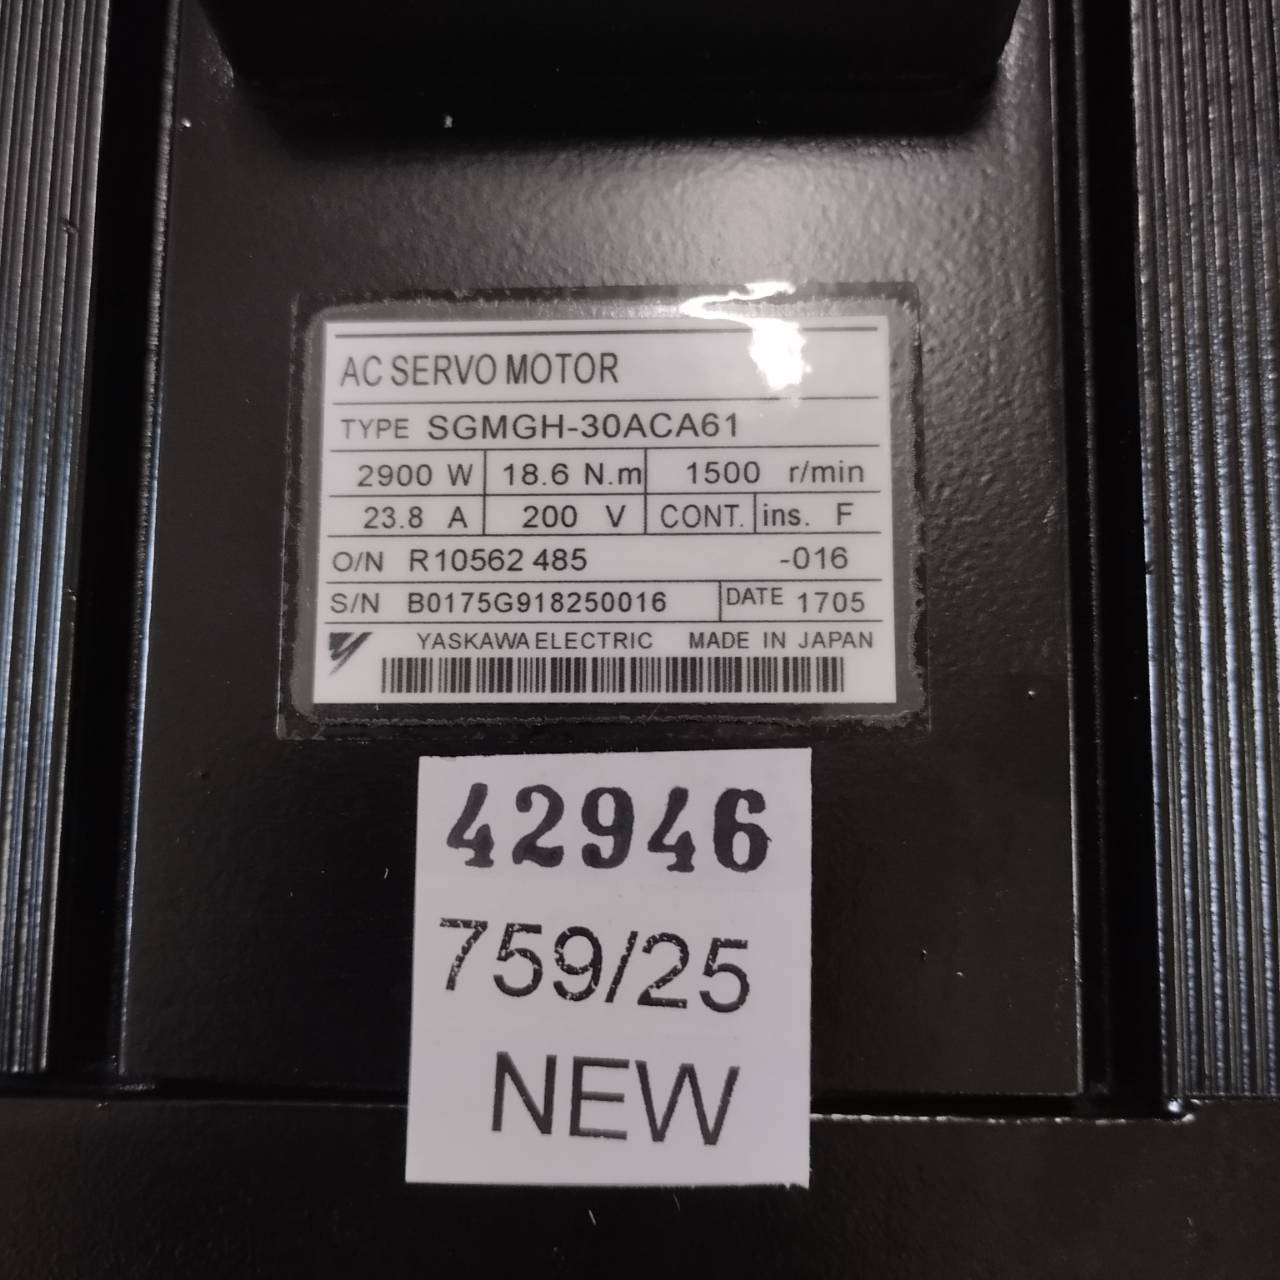 AC SERVO MOTOR
TYPE SGMGH-30ACA61
2900 W 18.6 N.m 1500 r/min
23.8 A 200 V CONT. ins. F
O/N R10562 485 -016
S/N B0175G918250016 DATE 1705
YASKAWA ELECTRIC MADE IN JAPAN
42946
759/25
NEW